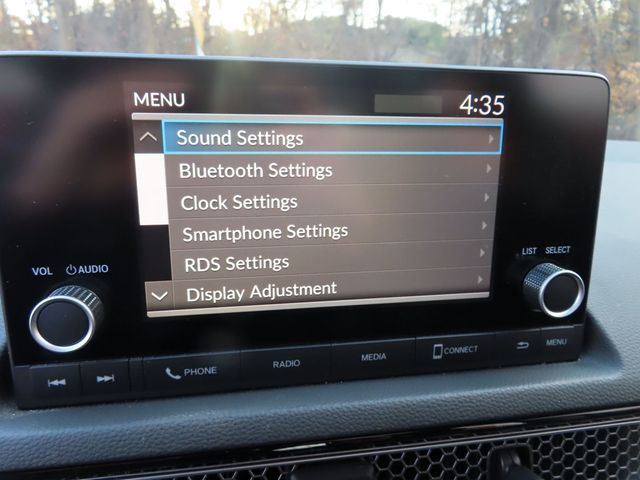 MENU 4:35
Sound Settings
Bluetooth Settings
Clock Settings
Smartphone Settings
RDS Settings
Display Adjustment
VOL AUDIO
LIST SELECT
PHONE RADIO MEDIA CONNECT MENU